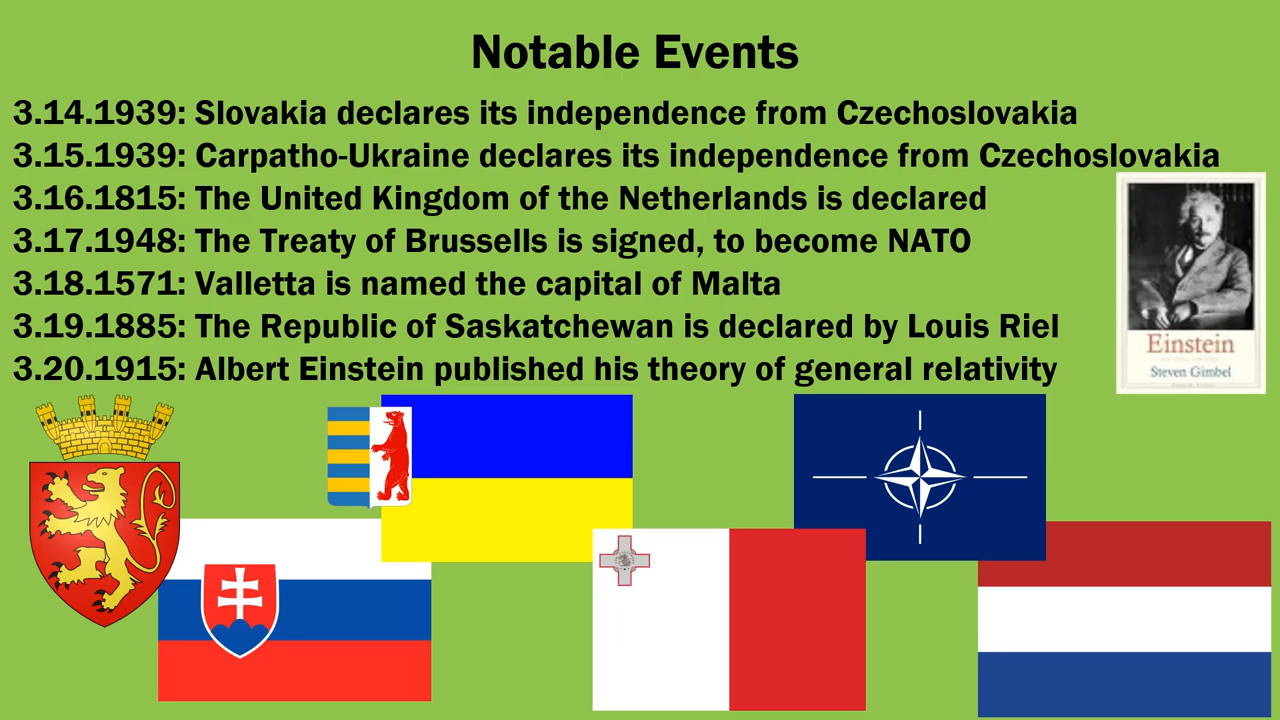 Notable Events
3.14.1939: Slovakia declares its independence from Czechoslovakia
3.15.1939: Carpatho-Ukraine declares its independence from Czechoslovakia
3.16.1815: The United Kingdom of the Netherlands is declared
3.17.1948: The Treaty of Brussells is signed, to become NATO
3.18.1571: Valletta is named the capital of Malta
3.19.1885: The Republic of Saskatchewan is declared by Louis Riel
3.20.1915: Albert Einstein published his theory of general relativity
Einstein
Steven Gimbel